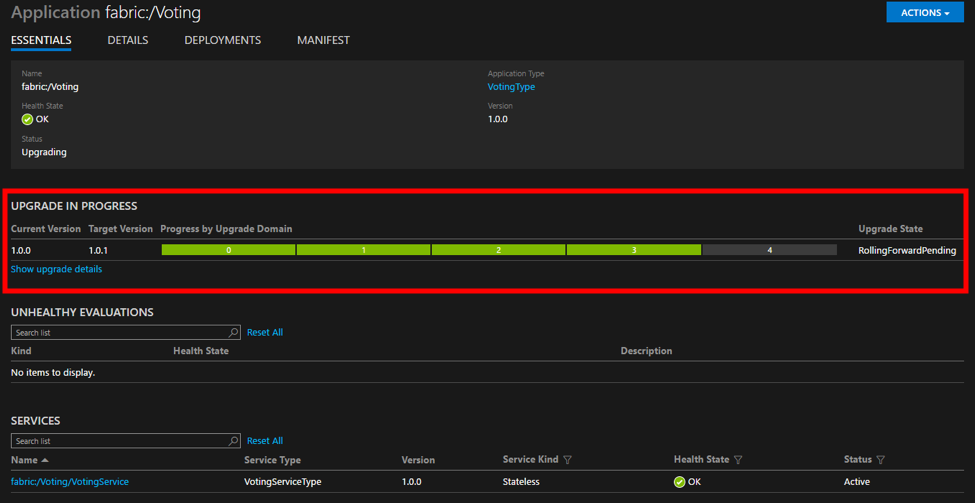 Application fabric:/Voting
ACTIONS
ESSENTIALS DETAILS DEPLOYMENTS MANIFEST
Name Application Type
fabric:/Voting VotingType
Health State Version
OK 1.0.0
Status
Upgrading
UPGRADE IN PROGRESS
Current Version Target Version Progress by Upgrade Domain Upgrade State
1.0.0 1.0.1 0 1 2 3 4 RollingForwardPending
Show upgrade details
UNHEALTHY EVALUATIONS
Search list Reset All
Kind Health State Description
No items to display.
SERVICES
Search list Reset All
Name Service Type Version Service Kind Health State Status
fabric:/Voting/VotingService VotingServiceType 1.0.0 Stateless OK Active